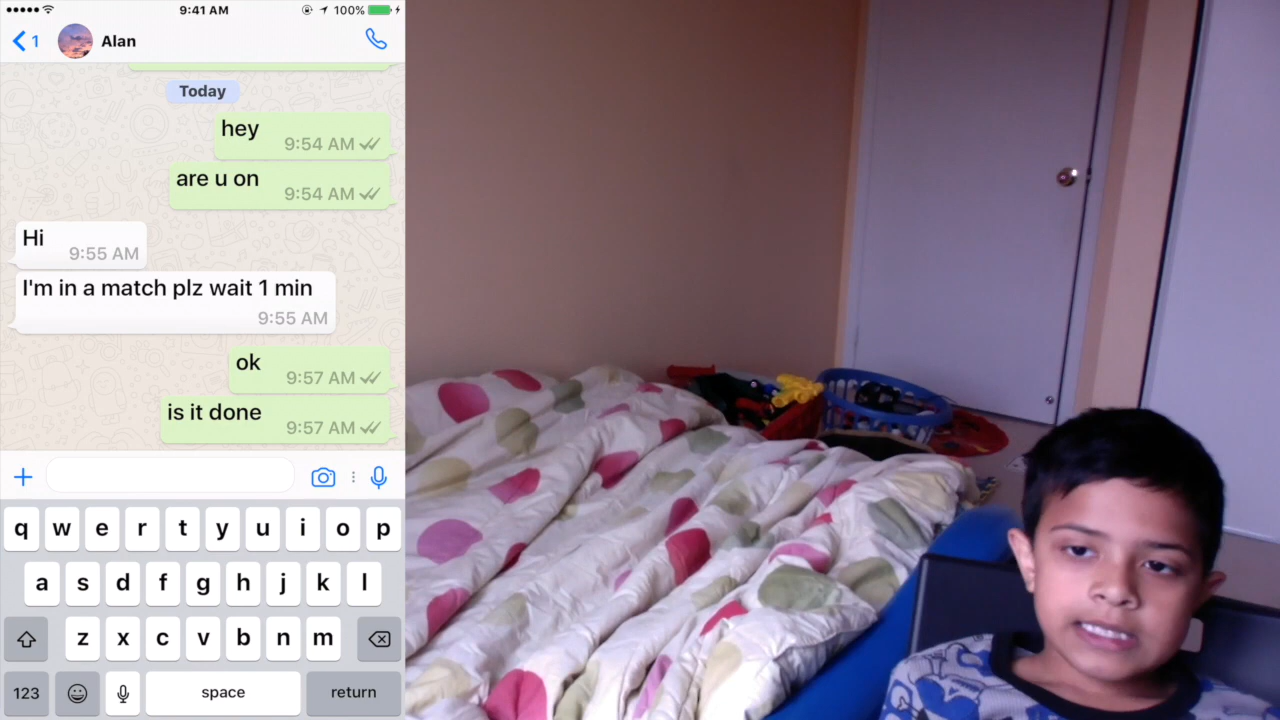 9:41 AM
100%
1
Alan
Today
hey
9:54 AM
are u on
9:54 AM
Hi
9:55 AM
I'm in a match plz wait 1 min
9:55 AM
ok
9:57 AM
is it done
9:57 AM
q w e r t y u i o p
a s d f g h j k l
z x c v b n m
123 space return